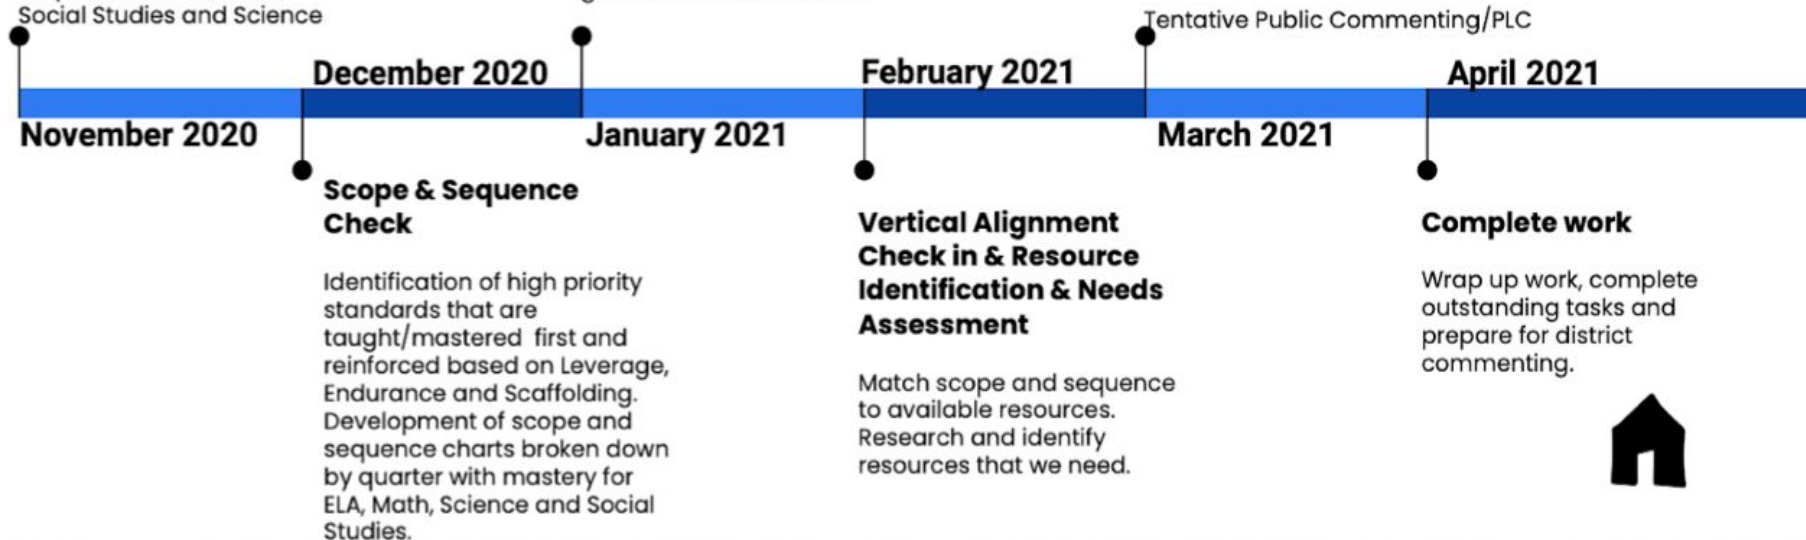 Social Studies and Science
Tentative Public Commenting/PLC
December 2020
February 2021
April 2021
November 2020
January 2021
March 2021
Scope & Sequence
Check
Identification of high priority
standards that are
taught/mastered first and
reinforced based on Leverage,
Endurance and Scaffolding.
Development of scope and
sequence charts broken down
by quarter with mastery for
ELA, Math, Science and Social
Studies.
Vertical Alignment
Check in & Resource
Identification & Needs
Assessment
Match scope and sequence
to available resources.
Research and identify
resources that we need.
Complete work
Wrap up work, complete
outstanding tasks and
prepare for district
commenting.